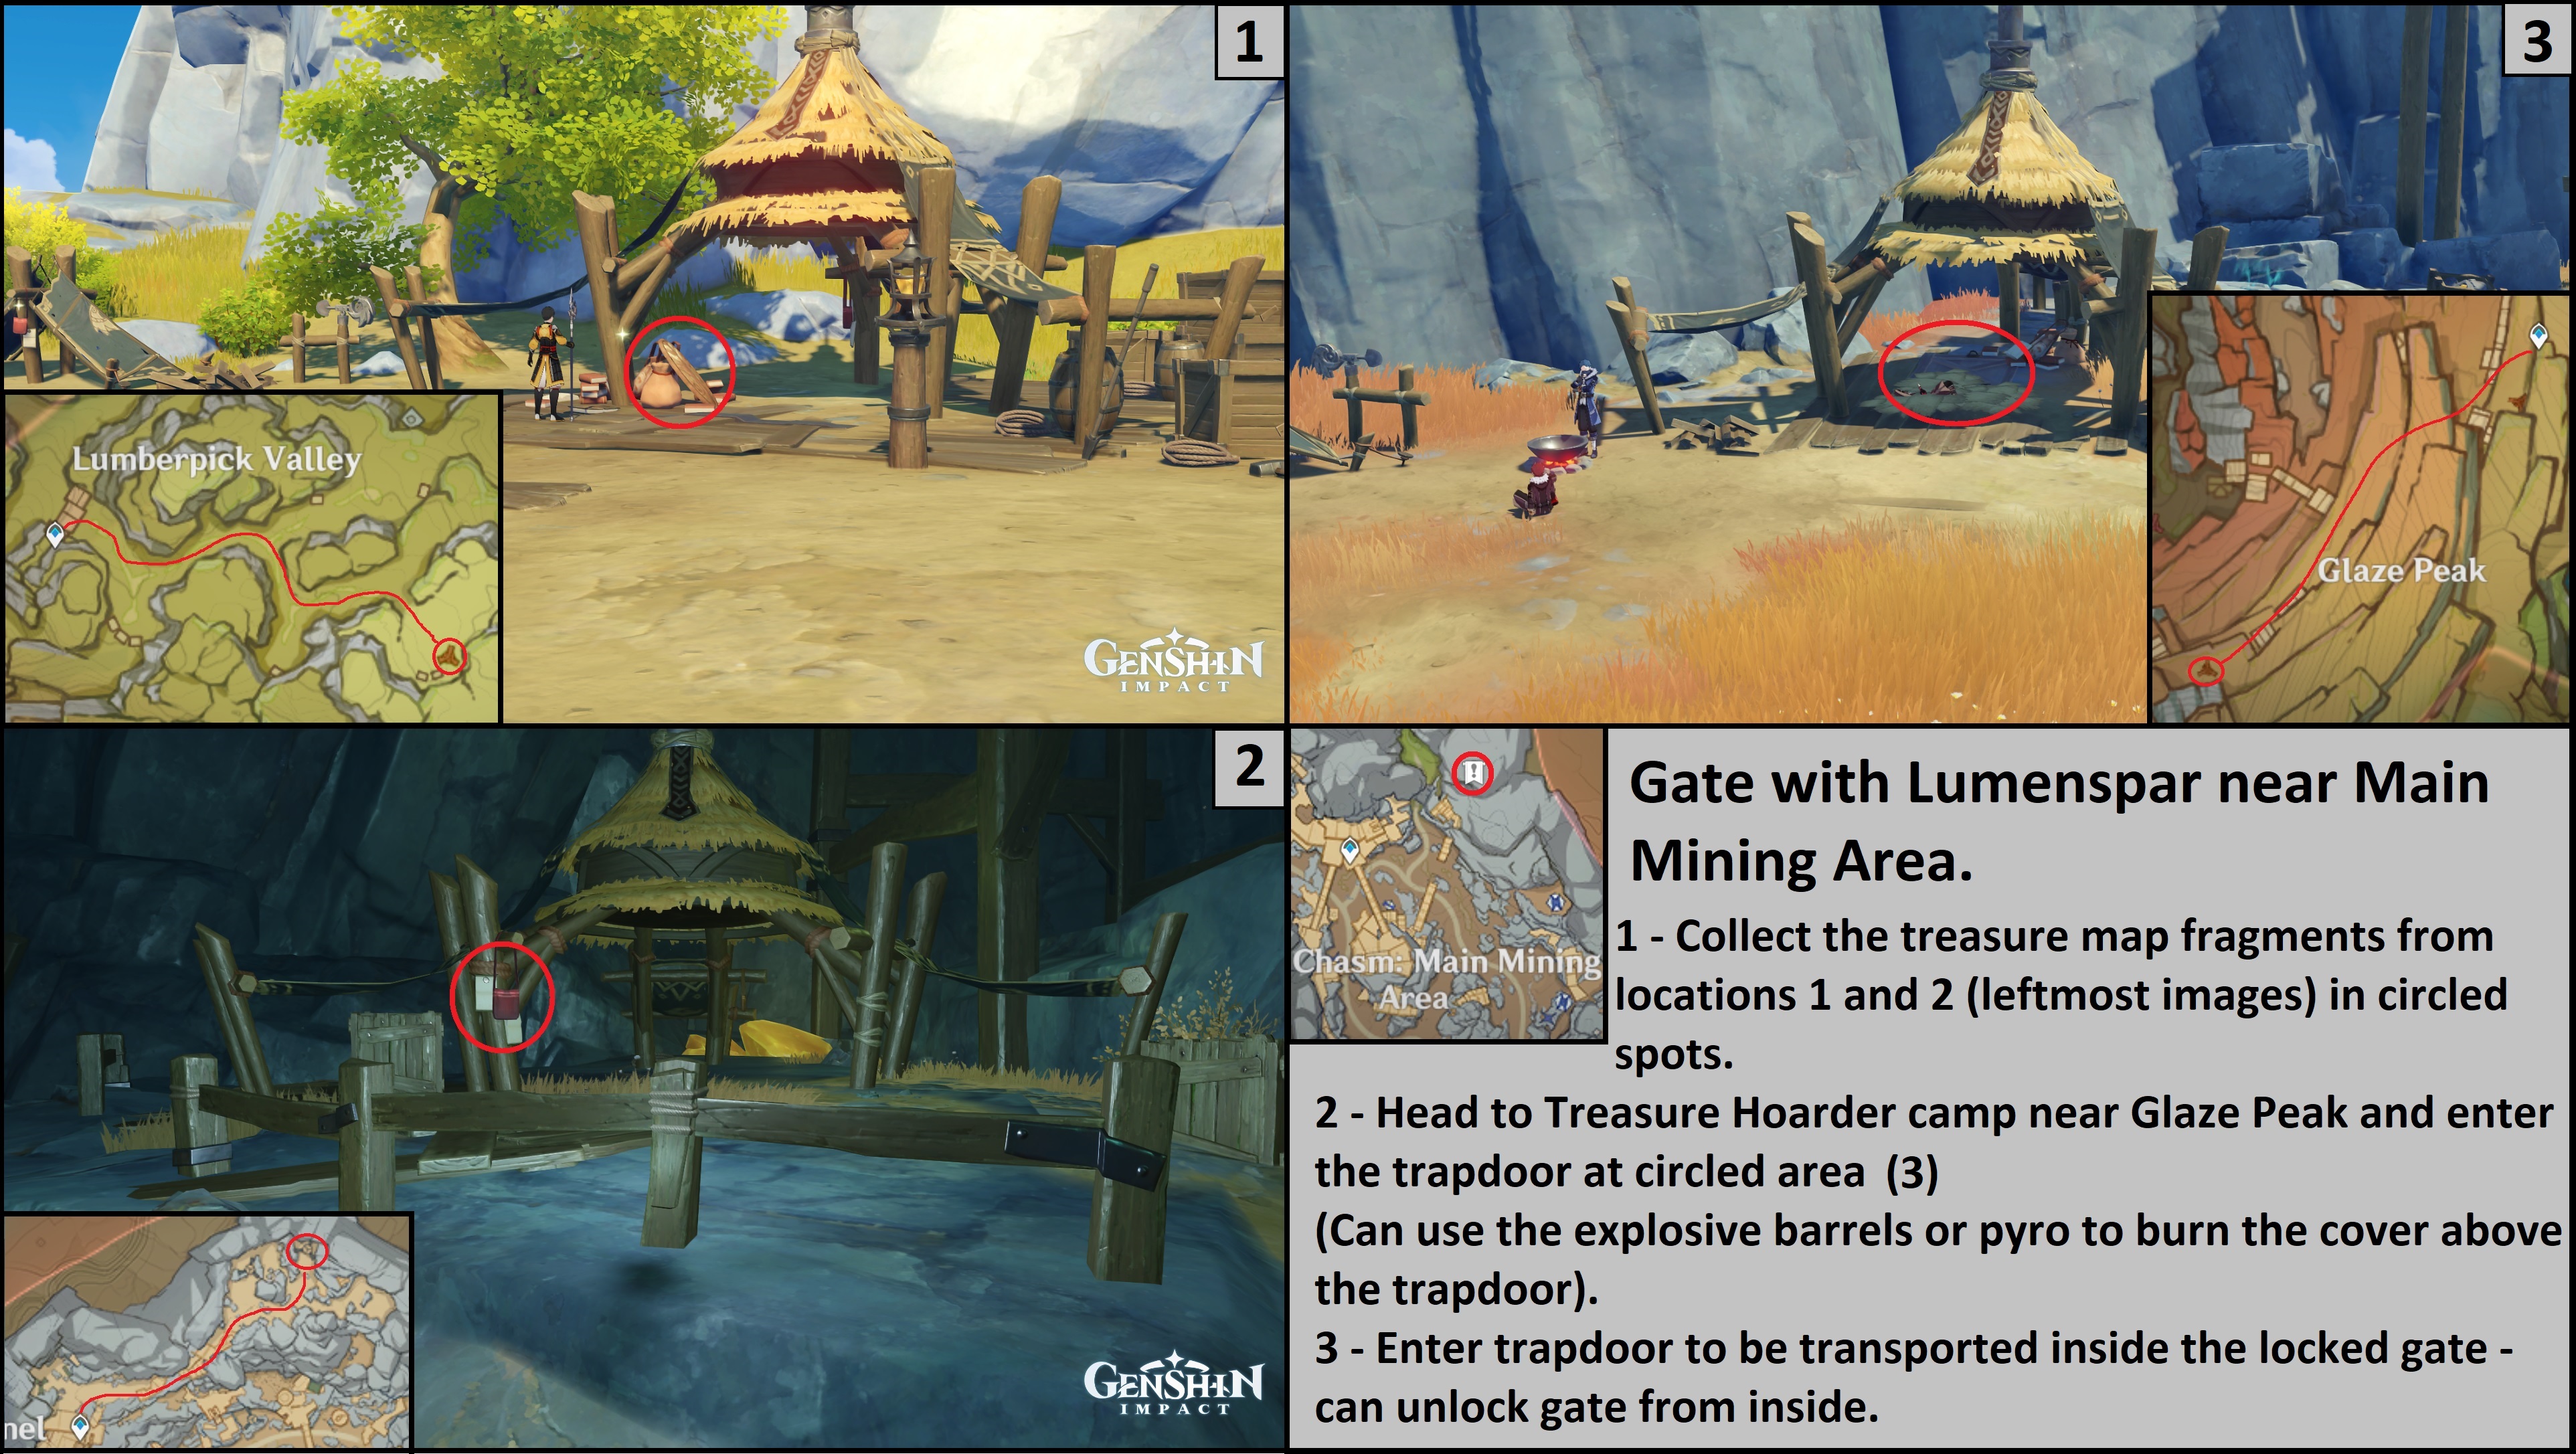 1
Lumberpick Valley
GENSHIN
IMPACT
3
Glaze Peak
2
nel
GENSHIN
IMPACT
Chasm: Main Mining
Area
Gate with Lumenspar near Main
Mining Area.
1 - Collect the treasure map fragments from
locations 1 and 2 (leftmost images) in circled
spots.
2 - Head to Treasure Hoarder camp near Glaze Peak and enter
the trapdoor at circled area (3)
(Can use the explosive barrels or pyro to burn the cover above
the trapdoor).
3 - Enter trapdoor to be transported inside the locked gate -
can unlock gate from inside.